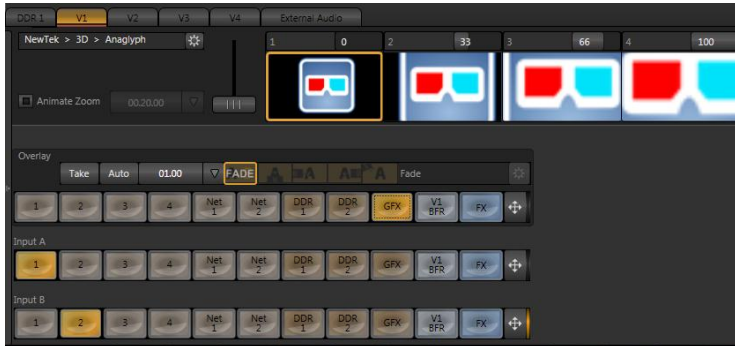 DDR 1 V1 V2 V3 V4 External Audio
NewTek > 3D > Anaglyph 1 0 2 33 3 66 4 100
Animate Zoom 00.20.00
Overlay
Take Auto 01.00 FADE A A AE A Fade
1 2 3 4 Net 1 Net 2 DDR 1 DDR 2 GFX V1 BFR FX
Input A
1 2 3 4 Net 1 Net 2 DDR 1 DDR 2 GFX V1 BFR FX
Input B
1 2 3 4 Net 1 Net 2 DDR 1 DDR 2 GFX V1 BFR FX